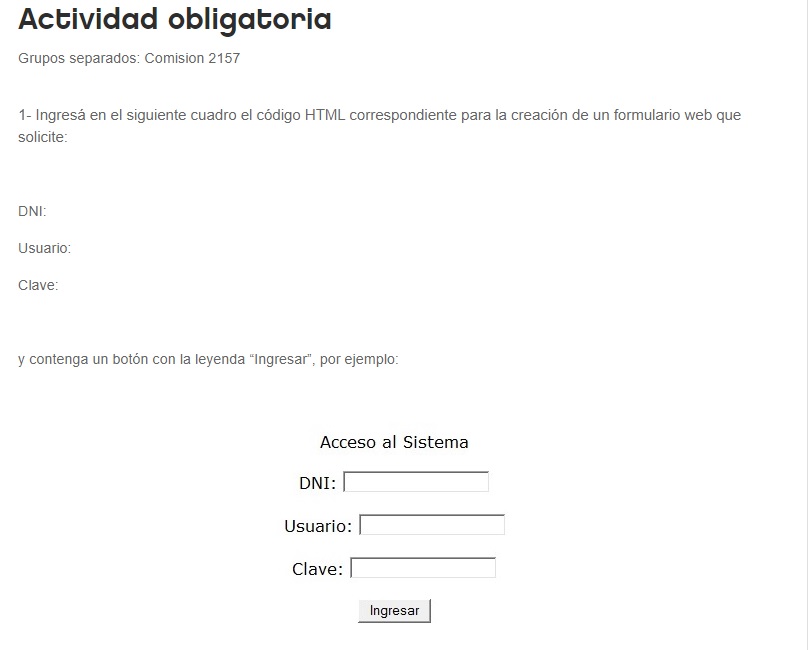 Actividad obligatoria
Grupos separados: Comision 2157
1- Ingresá en el siguiente cuadro el código HTML correspondiente para la creación de un formulario web que
solicite:
DNI:
Usuario:
Clave:
y contenga un botón con la leyenda “Ingresar”, por ejemplo:
Acceso al Sistema
DNI:
Usuario:
Clave:
Ingresar